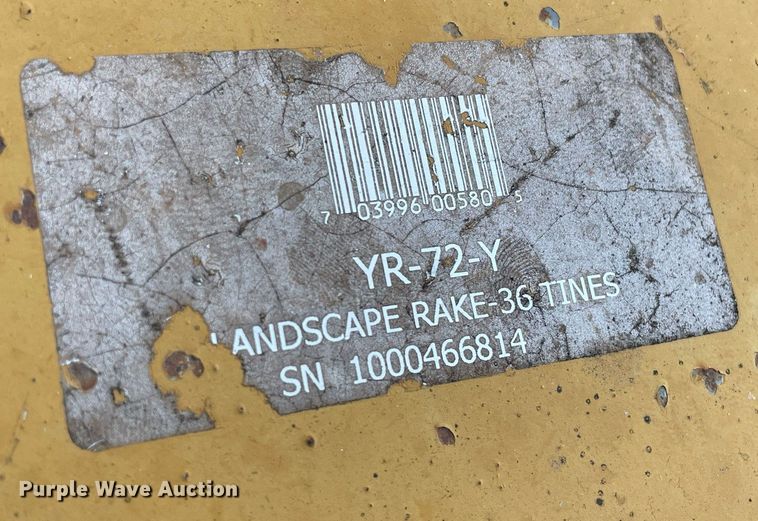 7 03996 00580 5
YR-72-Y
LANDSCAPE RAKE-36 TINES
SN 1000466814
Purple Wave Auction